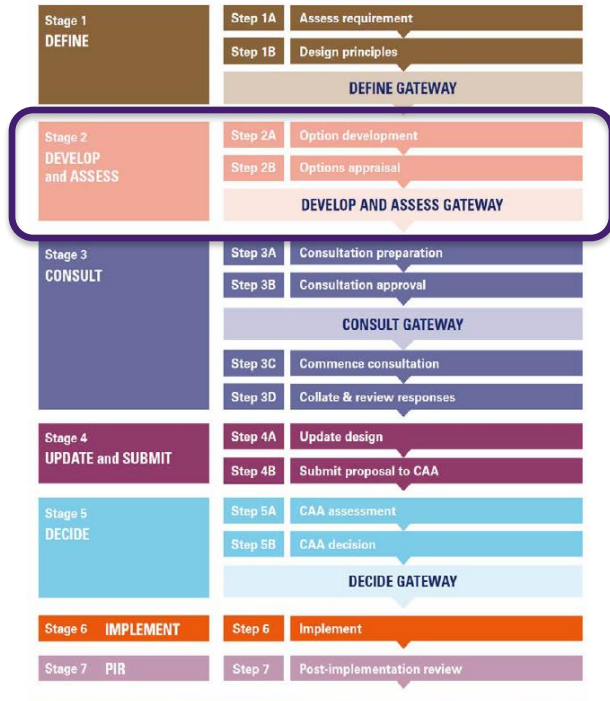 Stage 1
DEFINE
Step 1A Assess requirement
Step 1B Design principles
DEFINE GATEWAY
Stage 2
DEVELOP
and ASSESS
Step 2A Option development
Step 2B Options appraisal
DEVELOP AND ASSESS GATEWAY
Stage 3
CONSULT
Step 3A Consultation preparation
Step 3B Consultation approval
CONSULT GATEWAY
Step 3C Commence consultation
Step 3D Collate & review responses
Stage 4
UPDATE and SUBMIT
Step 4A Update design
Step 4B Submit proposal to CAA
Stage 5
DECIDE
Step 5A CAA assessment
Step 5B CAA decision
DECIDE GATEWAY
Stage 6 IMPLEMENT Step 6 Implement
Stage 7 PIR Step 7 Post-implementation review